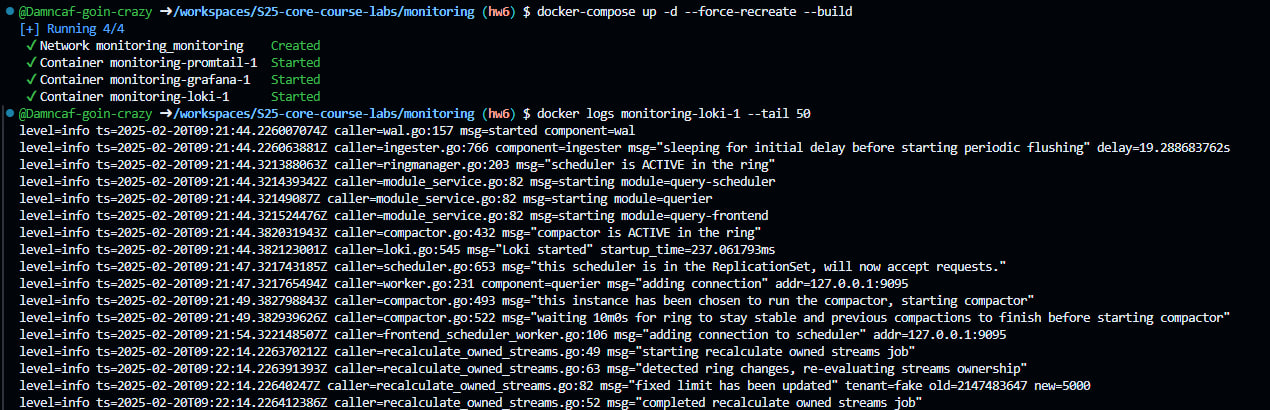 @Damncaf-goin-crazy ➜/workspaces/S25-core-course-labs/monitoring (hw6) $ docker-compose up -d --force-recreate --build
[+] Running 4/4
✓ Network monitoring_monitoring Created
✓ Container monitoring-promtail-1 Started
✓ Container monitoring-grafana-1 Started
✓ Container monitoring-loki-1 Started
@Damncaf-goin-crazy ➜/workspaces/S25-core-course-labs/monitoring (hw6) $ docker logs monitoring-loki-1 --tail 50
level=info ts=2025-02-20T09:21:44.226007074Z caller=wal.go:157 msg=started component=wal
level=info ts=2025-02-20T09:21:44.226063881Z caller=ingester.go:766 component=ingester msg="sleeping for initial delay before starting periodic flushing" delay=19.288683762s
level=info ts=2025-02-20T09:21:44.321388063Z caller=ringmanager.go:203 msg="scheduler is ACTIVE in the ring"
level=info ts=2025-02-20T09:21:44.321439342Z caller=module_service.go:82 msg=starting module=query-scheduler
level=info ts=2025-02-20T09:21:44.32149087Z caller=module_service.go:82 msg=starting module=querier
level=info ts=2025-02-20T09:21:44.321524476Z caller=module_service.go:82 msg=starting module=query-frontend
level=info ts=2025-02-20T09:21:44.382031943Z caller=compactor.go:432 msg="compactor is ACTIVE in the ring"
level=info ts=2025-02-20T09:21:44.382123001Z caller=loki.go:545 msg="Loki started" startup_time=237.061793ms
level=info ts=2025-02-20T09:21:47.321743185Z caller=scheduler.go:653 msg="this scheduler is in the ReplicationSet, will now accept requests."
level=info ts=2025-02-20T09:21:47.321765494Z caller=worker.go:231 component=querier msg="adding connection" addr=127.0.0.1:9095
level=info ts=2025-02-20T09:21:49.382798843Z caller=compactor.go:493 msg="this instance has been chosen to run the compactor, starting compactor"
level=info ts=2025-02-20T09:21:49.382939626Z caller=compactor.go:522 msg="waiting 10m0s for ring to stay stable and previous compactions to finish before starting compactor"
level=info ts=2025-02-20T09:21:54.322148507Z caller=frontend_scheduler_worker.go:106 msg="adding connection to scheduler" addr=127.0.0.1:9095
level=info ts=2025-02-20T09:22:14.226370212Z caller=recalculate_owned_streams.go:49 msg="starting recalculate owned streams job"
level=info ts=2025-02-20T09:22:14.226391393Z caller=recalculate_owned_streams.go:63 msg="detected ring changes, re-evaluating streams ownership"
level=info ts=2025-02-20T09:22:14.22640247Z caller=recalculate_owned_streams.go:82 msg="fixed limit has been updated" tenant=fake old=2147483647 new=5000
level=info ts=2025-02-20T09:22:14.226412386Z caller=recalculate_owned_streams.go:52 msg="completed recalculate owned streams job"